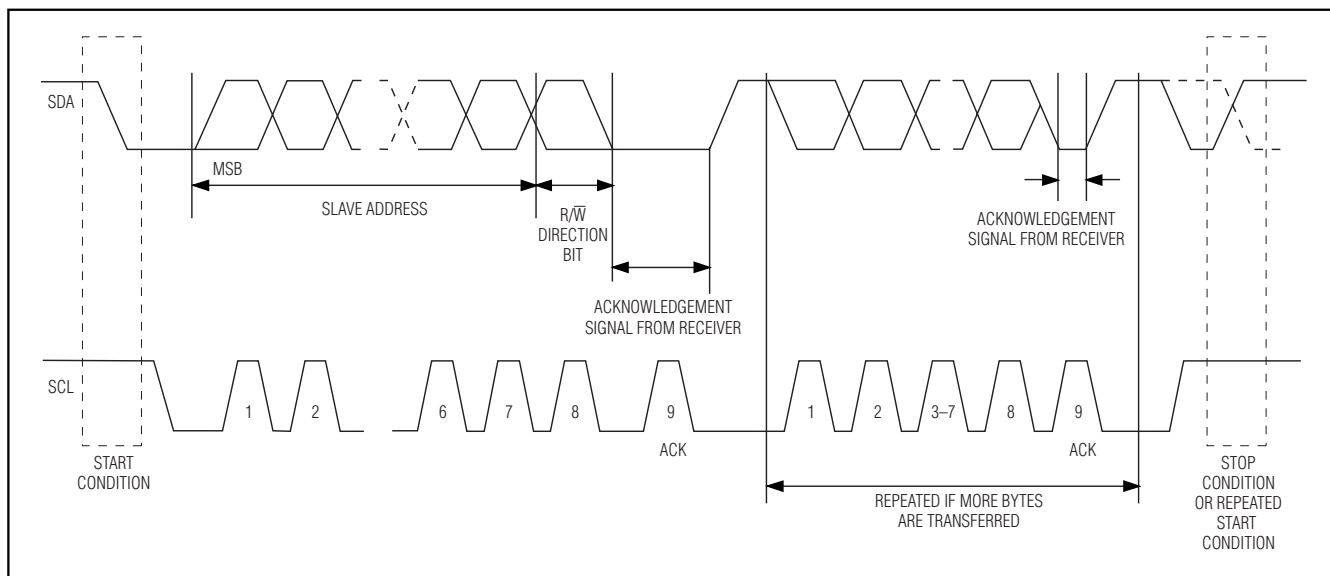 SDA
MSB
SLAVE ADDRESS
R/W̅
DIRECTION
BIT
ACKNOWLEDGEMENT
SIGNAL FROM RECEIVER
ACKNOWLEDGEMENT
SIGNAL FROM RECEIVER
SCL
1 2 6 7 8 9 1 2 3–7 8 9
ACK ACK
START
CONDITION
REPEATED IF MORE BYTES
ARE TRANSFERRED
STOP
CONDITION
OR REPEATED
START
CONDITION